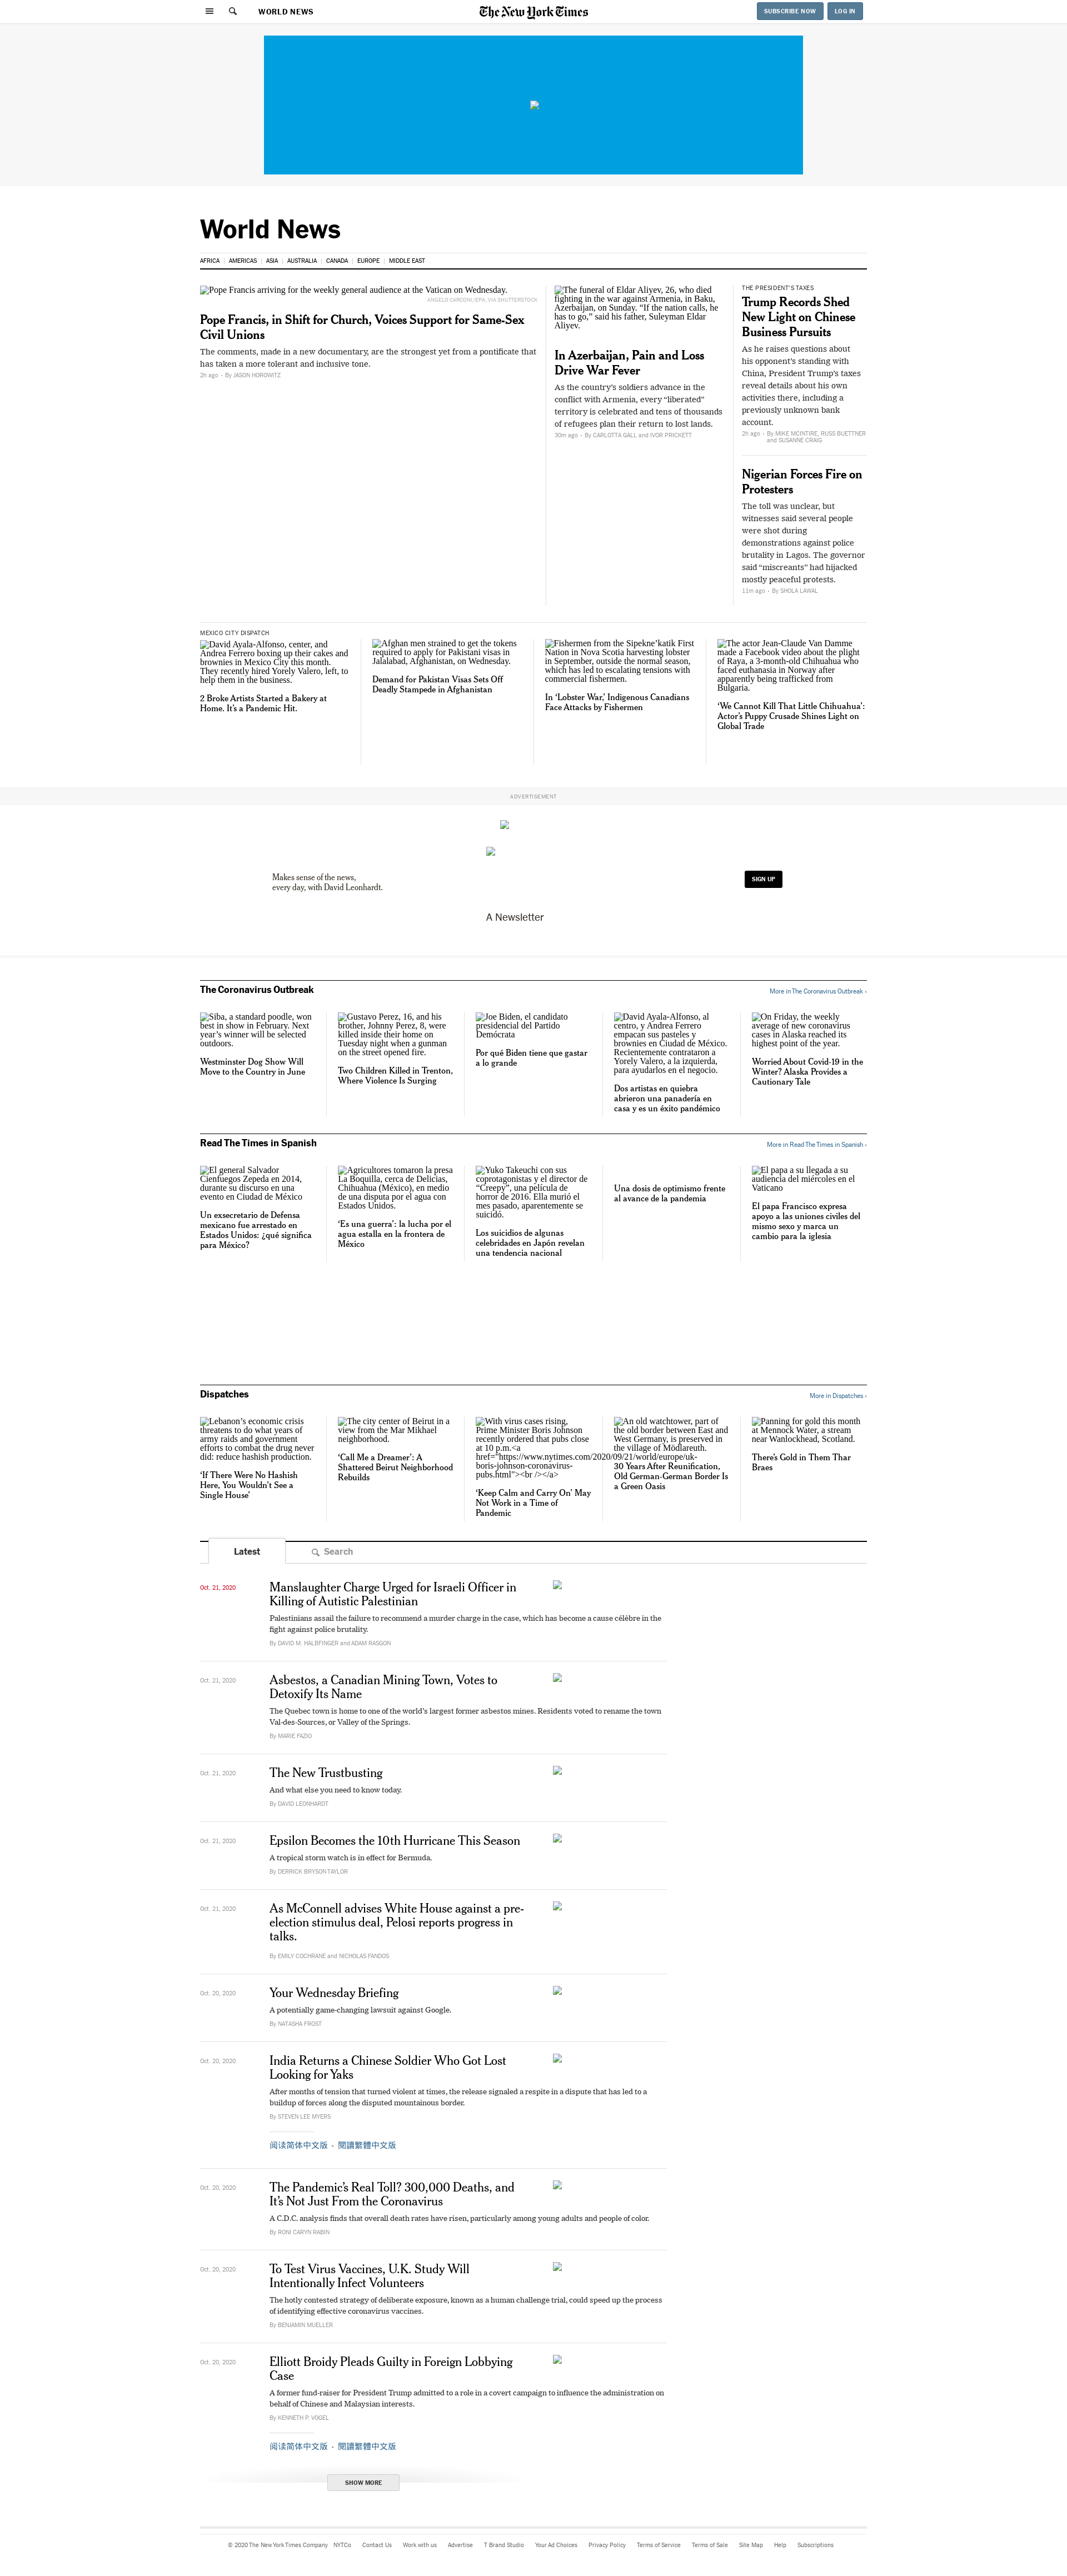 WORLD NEWS
The New York Times
SUBSCRIBE NOW
LOG IN
World News
AFRICA
AMERICAS
ASIA
AUSTRALIA
CANADA
EUROPE
MIDDLE EAST
Pope Francis arriving for the weekly general audience at the Vatican on Wednesday.
ANGELO CARCONI/EPA, VIA SHUTTERSTOCK
Pope Francis, in Shift for Church, Voices Support for Same-Sex
Civil Unions
The comments, made in a new documentary, are the strongest yet from a pontificate that
has taken a more tolerant and inclusive tone.
2h ago · By JASON HOROWITZ
The funeral of Eldar Aliyev, 26, who died
fighting in the war against Armenia, in Baku,
Azerbaijan, on Sunday. “If the nation calls, he
has to go,” said his father, Suleyman Eldar
Aliyev.
In Azerbaijan, Pain and Loss
Drive War Fever
As the country’s soldiers advance in the
conflict with Armenia, every “liberated”
territory is celebrated and tens of thousands
of refugees plan their return to lost lands.
30m ago · By CARLOTTA GALL and IVOR PRICKETT
THE PRESIDENT’S TAXES
Trump Records Shed
New Light on Chinese
Business Pursuits
As he raises questions about
his opponent’s standing with
China, President Trump’s taxes
reveal details about his own
activities there, including a
previously unknown bank
account.
2h ago · By MIKE MCINTIRE, RUSS BUETTNER
and SUSANNE CRAIG
Nigerian Forces Fire on
Protesters
The toll was unclear, but
witnesses said several people
were shot during
demonstrations against police
brutality in Lagos. The governor
said “miscreants” had hijacked
mostly peaceful protests.
11m ago · By SHOLA LAWAL
MEXICO CITY DISPATCH
David Ayala-Alfonso, center, and
Andrea Ferrero boxing up their cakes and
brownies in Mexico City this month.
They recently hired Yorely Valero, left, to
help them in the business.
2 Broke Artists Started a Bakery at
Home. It’s a Pandemic Hit.
Afghan men strained to get the tokens
required to apply for Pakistani visas in
Jalalabad, Afghanistan, on Wednesday.
Demand for Pakistan Visas Sets Off
Deadly Stampede in Afghanistan
Fishermen from the Sipekne’katik First
Nation in Nova Scotia harvesting lobster
in September, outside the normal season,
which has led to escalating tensions with
commercial fishermen.
In ‘Lobster War,’ Indigenous Canadians
Face Attacks by Fishermen
The actor Jean-Claude Van Damme
made a Facebook video about the plight
of Raya, a 3-month-old Chihuahua who
faced euthanasia in Norway after
apparently being trafficked from
Bulgaria.
‘We Cannot Kill That Little Chihuahua’:
Actor’s Puppy Crusade Shines Light on
Global Trade
ADVERTISEMENT
Makes sense of the news,
every day, with David Leonhardt.
SIGN UP
A Newsletter
The Coronavirus Outbreak
More in The Coronavirus Outbreak ›
Siba, a standard poodle, won
best in show in February. Next
year’s winner will be selected
outdoors.
Westminster Dog Show Will
Move to the Country in June
Gustavo Perez, 16, and his
brother, Johnny Perez, 8, were
killed inside their home on
Tuesday night when a gunman
on the street opened fire.
Two Children Killed in Trenton,
Where Violence Is Surging
Joe Biden, el candidato
presidencial del Partido
Demócrata
Por qué Biden tiene que gastar
a lo grande
David Ayala-Alfonso, al
centro, y Andrea Ferrero
empacan sus pasteles y
brownies en Ciudad de México.
Recientemente contrataron a
Yorely Valero, a la izquierda,
para ayudarlos en el negocio.
Dos artistas en quiebra
abrieron una panadería en
casa y es un éxito pandémico
On Friday, the weekly
average of new coronavirus
cases in Alaska reached its
highest point of the year.
Worried About Covid-19 in the
Winter? Alaska Provides a
Cautionary Tale
Read The Times in Spanish
More in Read The Times in Spanish ›
El general Salvador
Cienfuegos Zepeda en 2014,
durante su discurso en una
evento en Ciudad de México
Un exsecretario de Defensa
mexicano fue arrestado en
Estados Unidos: ¿qué significa
para México?
Agricultores tomaron la presa
La Boquilla, cerca de Delicias,
Chihuahua (México), en medio
de una disputa por el agua con
Estados Unidos.
‘Es una guerra’: la lucha por el
agua estalla en la frontera de
México
Yuko Takeuchi con sus
coprotagonistas y el director de
“Creepy”, una película de
horror de 2016. Ella murió el
mes pasado, aparentemente se
suicidó.
Los suicidios de algunas
celebridades en Japón revelan
una tendencia nacional
Una dosis de optimismo frente
al avance de la pandemia
El papa a su llegada a su
audiencia del miércoles en el
Vaticano
El papa Francisco expresa
apoyo a las uniones civiles del
mismo sexo y marca un
cambio para la iglesia
Dispatches
More in Dispatches ›
Lebanon’s economic crisis
threatens to do what years of
army raids and government
efforts to combat the drug never
did: reduce hashish production.
‘If There Were No Hashish
Here, You Wouldn’t See a
Single House’
The city center of Beirut in a
view from the Mar Mikhael
neighborhood.
‘Call Me a Dreamer’: A
Shattered Beirut Neighborhood
Rebuilds
With virus cases rising,
Prime Minister Boris Johnson
recently ordered that pubs close
at 10 p.m.<a
href="https://www.nytimes.com/2020/09/21/world/europe/uk-
boris-johnson-coronavirus-
pubs.html"><br /></a>
‘Keep Calm and Carry On’ May
Not Work in a Time of
Pandemic
An old watchtower, part of
the old border between East and
West Germany, is preserved in
the village of Mödlareuth.
30 Years After Reunification,
Old German-German Border Is
a Green Oasis
Panning for gold this month
at Mennock Water, a stream
near Wanlockhead, Scotland.
There’s Gold in Them Thar
Braes
Latest
Search
Oct. 21, 2020
Manslaughter Charge Urged for Israeli Officer in
Killing of Autistic Palestinian
Palestinians assail the failure to recommend a murder charge in the case, which has become a cause célèbre in the
fight against police brutality.
By DAVID M. HALBFINGER and ADAM RASGON
Oct. 21, 2020
Asbestos, a Canadian Mining Town, Votes to
Detoxify Its Name
The Quebec town is home to one of the world’s largest former asbestos mines. Residents voted to rename the town
Val-des-Sources, or Valley of the Springs.
By MARIE FAZIO
Oct. 21, 2020
The New Trustbusting
And what else you need to know today.
By DAVID LEONHARDT
Oct. 21, 2020
Epsilon Becomes the 10th Hurricane This Season
A tropical storm watch is in effect for Bermuda.
By DERRICK BRYSON TAYLOR
Oct. 21, 2020
As McConnell advises White House against a pre-
election stimulus deal, Pelosi reports progress in
talks.
By EMILY COCHRANE and NICHOLAS FANDOS
Oct. 20, 2020
Your Wednesday Briefing
A potentially game-changing lawsuit against Google.
By NATASHA FROST
Oct. 20, 2020
India Returns a Chinese Soldier Who Got Lost
Looking for Yaks
After months of tension that turned violent at times, the release signaled a respite in a dispute that has led to a
buildup of forces along the disputed mountainous border.
By STEVEN LEE MYERS
阅读简体中文版 · 閱讀繁體中文版
Oct. 20, 2020
The Pandemic’s Real Toll? 300,000 Deaths, and
It’s Not Just From the Coronavirus
A C.D.C. analysis finds that overall death rates have risen, particularly among young adults and people of color.
By RONI CARYN RABIN
Oct. 20, 2020
To Test Virus Vaccines, U.K. Study Will
Intentionally Infect Volunteers
The hotly contested strategy of deliberate exposure, known as a human challenge trial, could speed up the process
of identifying effective coronavirus vaccines.
By BENJAMIN MUELLER
Oct. 20, 2020
Elliott Broidy Pleads Guilty in Foreign Lobbying
Case
A former fund-raiser for President Trump admitted to a role in a covert campaign to influence the administration on
behalf of Chinese and Malaysian interests.
By KENNETH P. VOGEL
阅读简体中文版 · 閱讀繁體中文版
SHOW MORE
© 2020 The New York Times Company
NYTCo
Contact Us
Work with us
Advertise
T Brand Studio
Your Ad Choices
Privacy Policy
Terms of Service
Terms of Sale
Site Map
Help
Subscriptions